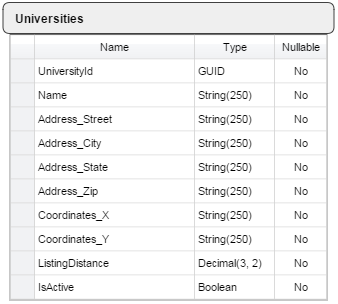 Universities
Name Type Nullable
UniversityId GUID No
Name String(250) No
Address_Street String(250) No
Address_City String(250) No
Address_State String(250) No
Address_Zip String(250) No
Coordinates_X String(250) No
Coordinates_Y String(250) No
ListingDistance Decimal(3, 2) No
IsActive Boolean No